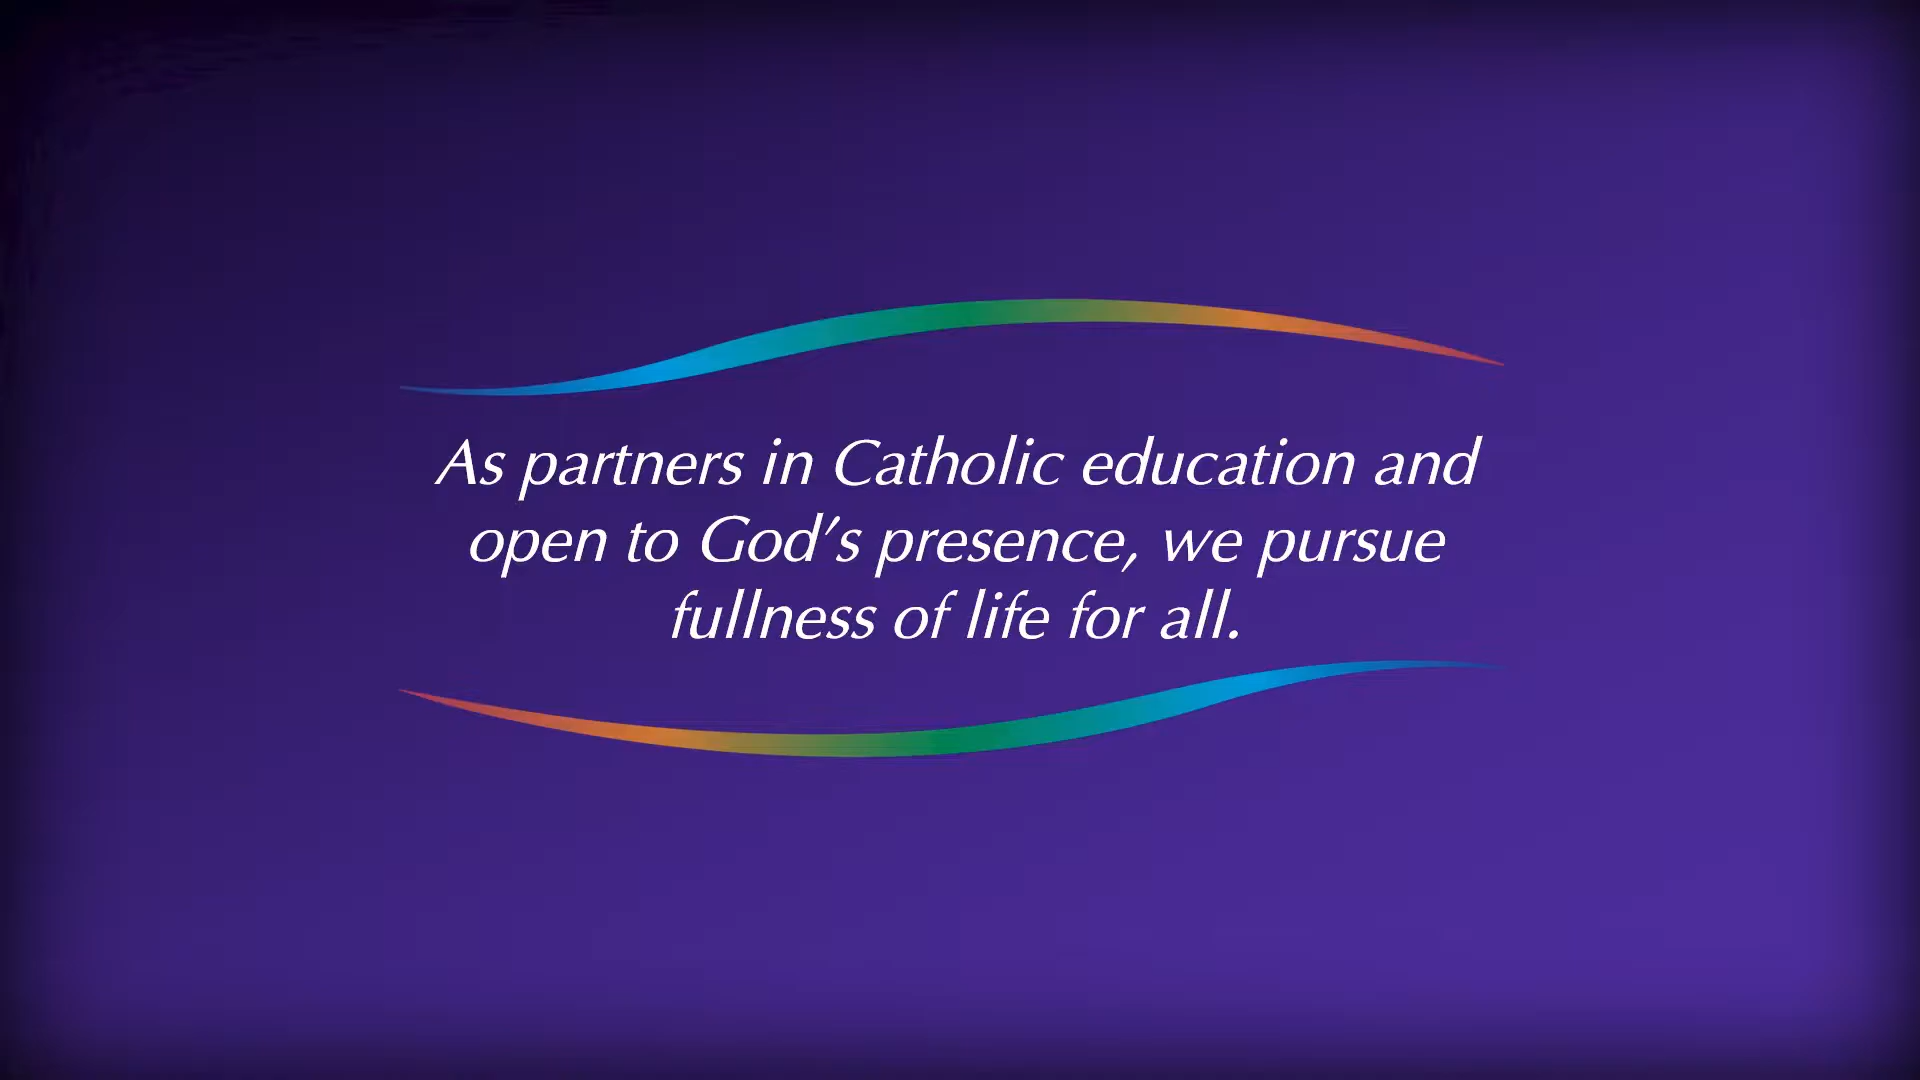 As partners in Catholic education and
open to God's presence, we pursue
fullness of life for all.